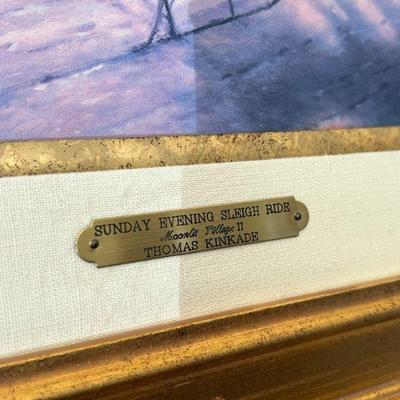 SUNDAY EVENING SLEIGH RIDE
Moonlit Village II
THOMAS KINKADE